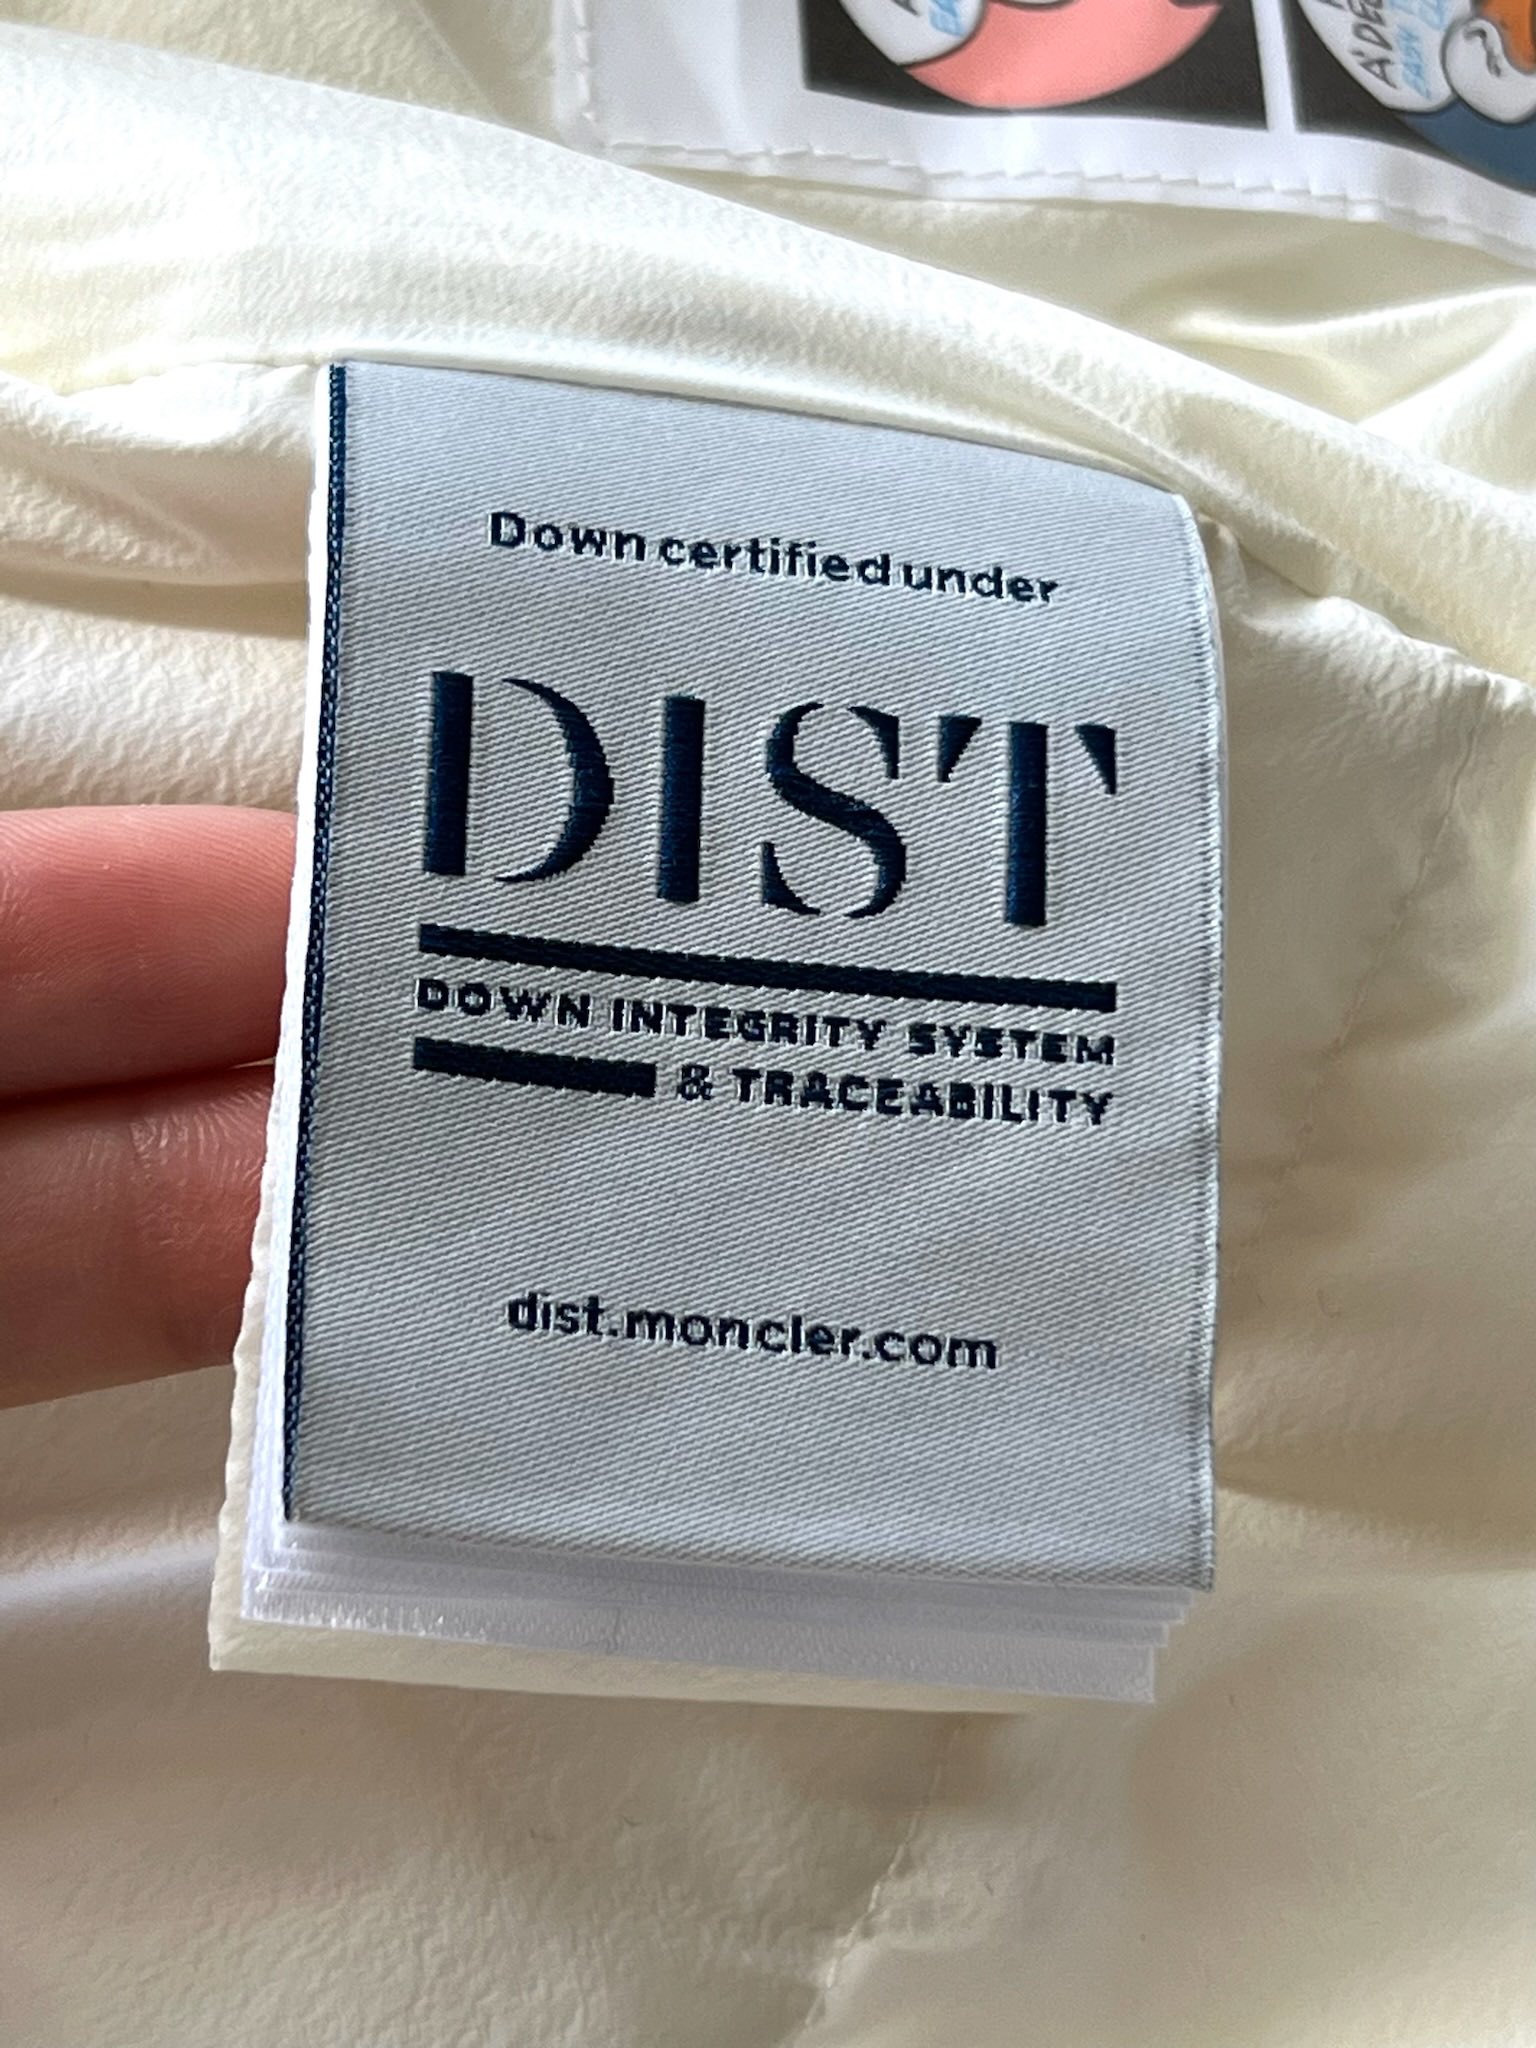 Down certified under
DIST
DOWN INTEGRITY SYSTEM
& TRACEABILITY
dist.moncler.com